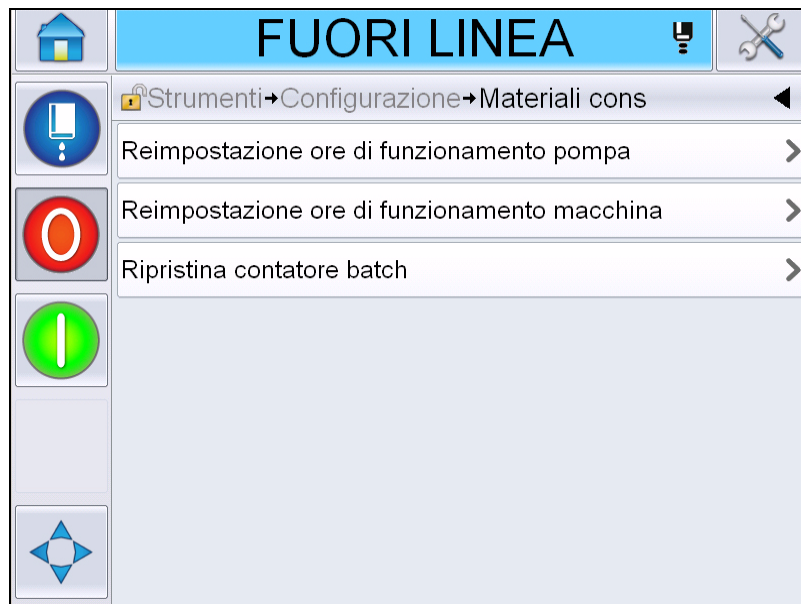 FUORI LINEA
Strumenti→Configurazione→Materiali cons
Reimpostazione ore di funzionamento pompa
Reimpostazione ore di funzionamento macchina
Ripristina contatore batch